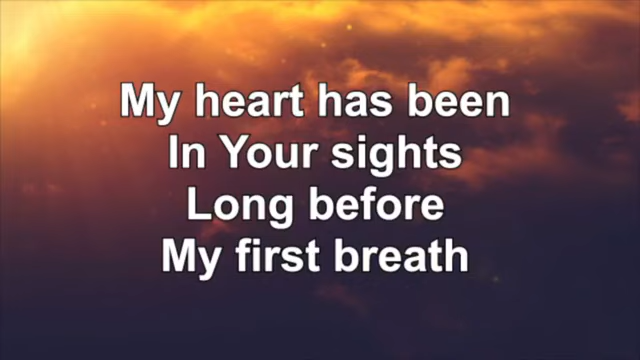 My heart has been
In Your sights
Long before
My first breath